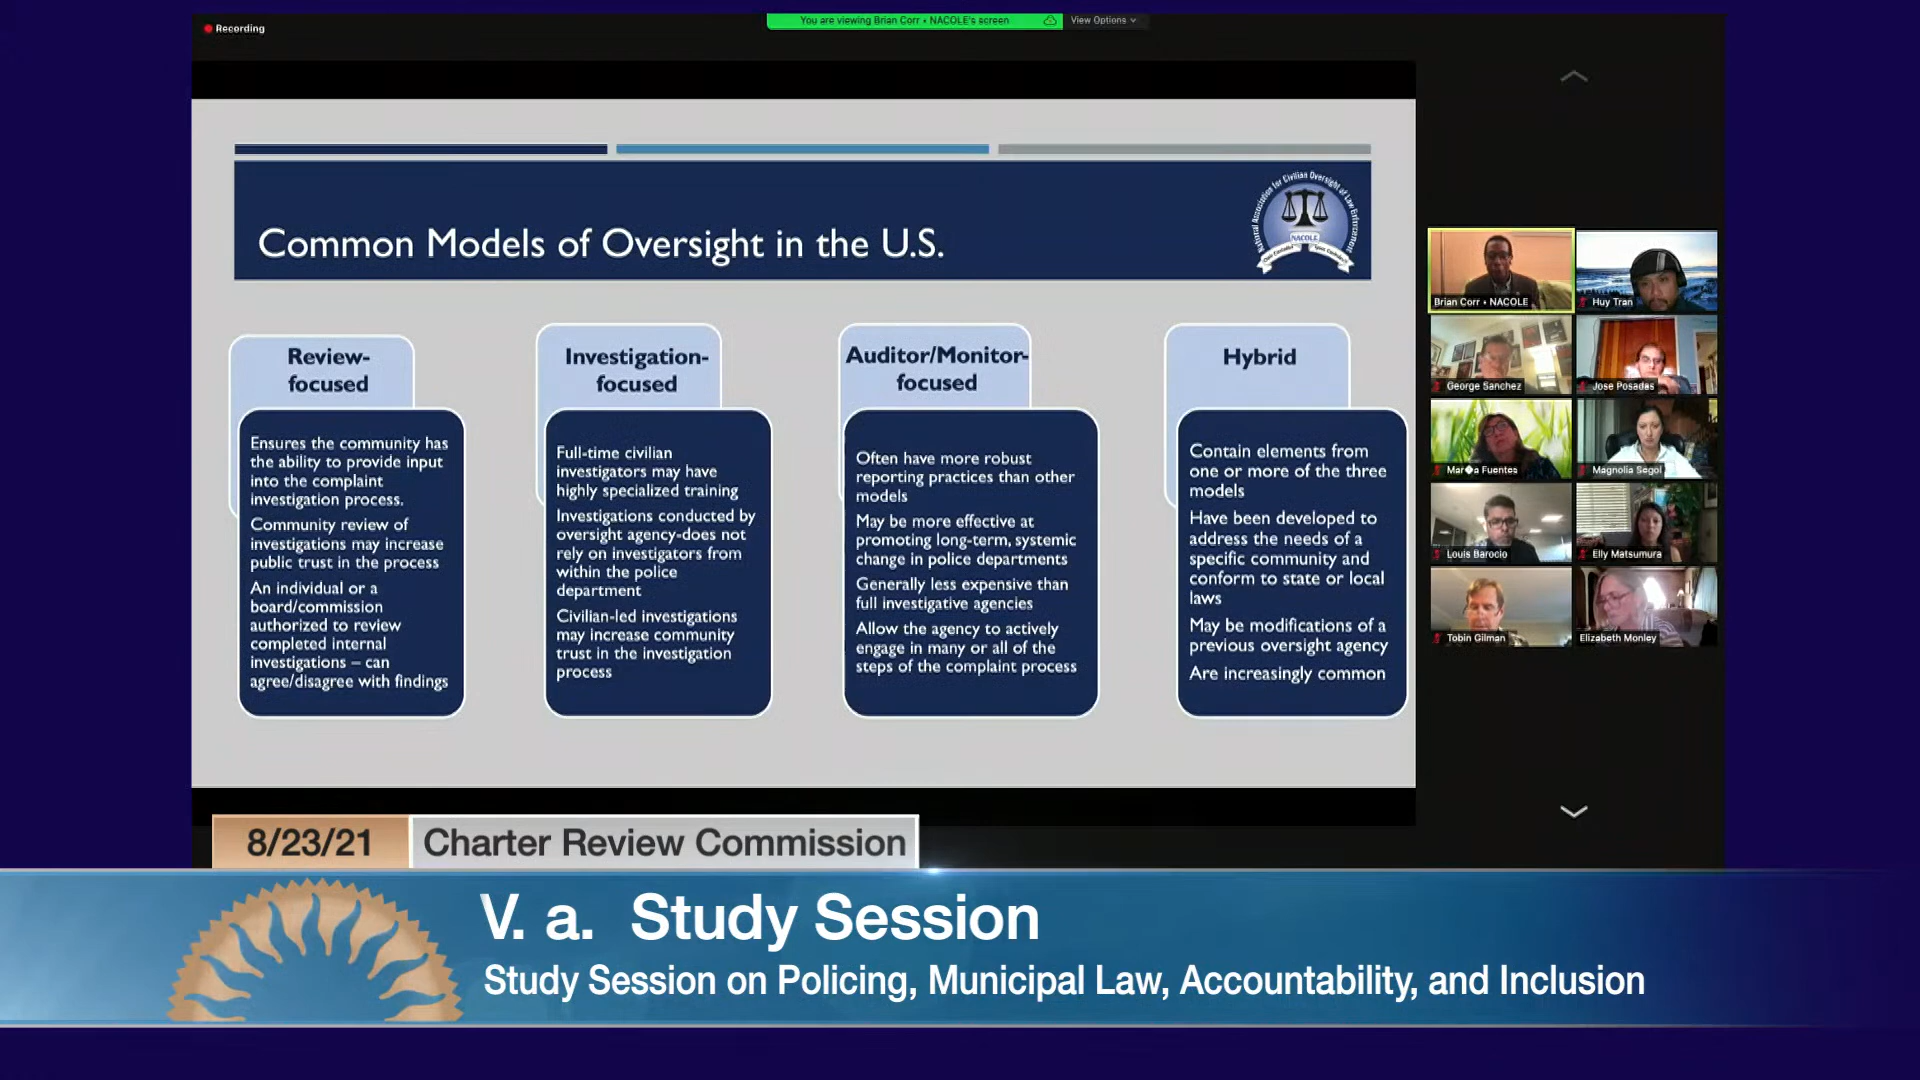 Recording
You are viewing Brian Corr • NACOLE's screen
View Options
Common Models of Oversight in the U.S.
National Association for Civilian Oversight of Law Enforcement
NACOLE
Review-
focused
Ensures the community has
the ability to provide input
into the complaint
investigation process.
Community review of
investigations may increase
public trust in the process
An individual or a
board/commission
authorized to review
completed internal
investigations – can
agree/disagree with findings
Investigation-
focused
Full-time civilian
investigators may have
highly specialized training
Investigations conducted by
oversight agency-does not
rely on investigators from
within the police
department
Civilian-led investigations
may increase community
trust in the investigation
process
Auditor/Monitor-
focused
Often have more robust
reporting practices than other
models
May be more effective at
promoting long-term, systemic
change in police departments
Generally less expensive than
full investigative agencies
Allow the agency to actively
engage in many or all of the
steps of the complaint process
Hybrid
Contain elements from
one or more of the three
models
Have been developed to
address the needs of a
specific community and
conform to state or local
laws
May be modifications of a
previous oversight agency
Are increasingly common
Brian Corr • NACOLE
Huy Tran
George Sanchez
Jose Posadas
Mar�a Fuentes
Magnolia Segol
Louis Barocio
Elly Matsumura
Tobin Gilman
Elizabeth Monley
8/23/21
Charter Review Commission
V. a. Study Session
Study Session on Policing, Municipal Law, Accountability, and Inclusion